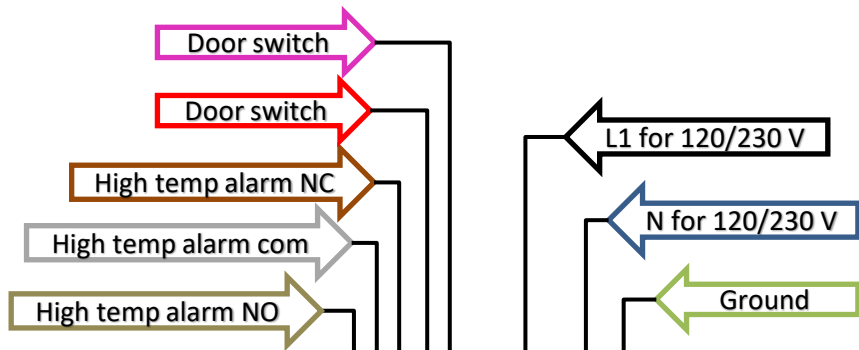 Door switch
Door switch
L1 for 120/230 V
High temp alarm NC
N for 120/230 V
High temp alarm com
High temp alarm NO
Ground